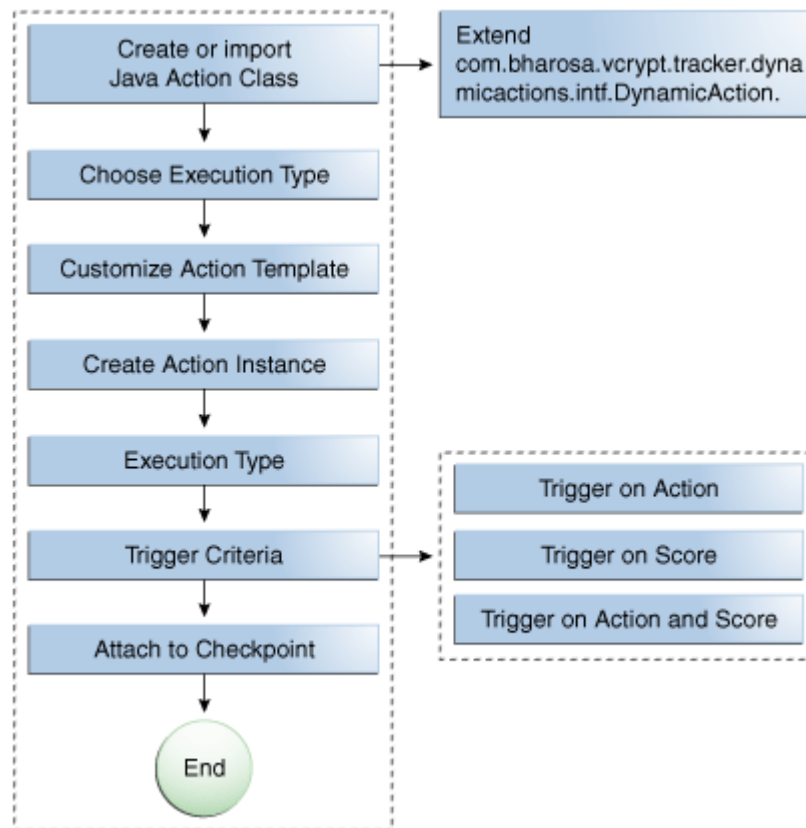 Create or import
Java Action Class
Extend
com.bharosa.vcrypt.tracker.dyna
micactions.intf.DynamicAction.
Choose Execution Type
Customize Action Template
Create Action Instance
Execution Type
Trigger Criteria
Trigger on Action
Trigger on Score
Trigger on Action and Score
Attach to Checkpoint
End